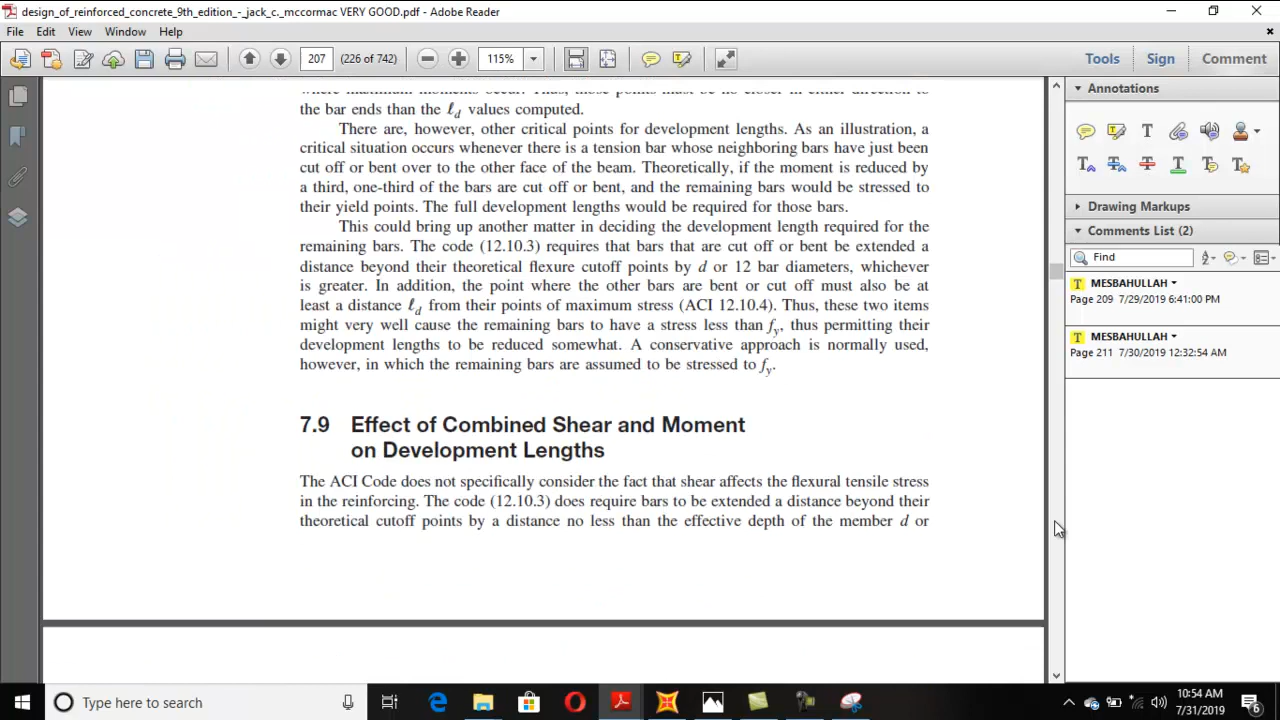 design_of_reinforced_concrete_9th_edition_-_jack_c._mccormac VERY GOOD.pdf - Adobe Reader
File Edit View Window Help
207 (226 of 742) 115% Tools Sign Comment
Annotations
Drawing Markups
Comments List (2)
Find
MESBAHULLAH
Page 209 7/29/2019 6:41:00 PM
MESBAHULLAH
Page 211 7/30/2019 12:32:54 AM
where maximum moments occur. Thus, those points must be no closer in either direction to
the bar ends than the ℓd values computed.
There are, however, other critical points for development lengths. As an illustration, a
critical situation occurs whenever there is a tension bar whose neighboring bars have just been
cut off or bent over to the other face of the beam. Theoretically, if the moment is reduced by
a third, one-third of the bars are cut off or bent, and the remaining bars would be stressed to
their yield points. The full development lengths would be required for those bars.
This could bring up another matter in deciding the development length required for the
remaining bars. The code (12.10.3) requires that bars that are cut off or bent be extended a
distance beyond their theoretical flexure cutoff points by d or 12 bar diameters, whichever
is greater. In addition, the point where the other bars are bent or cut off must also be at
least a distance ℓd from their points of maximum stress (ACI 12.10.4). Thus, these two items
might very well cause the remaining bars to have a stress less than fy, thus permitting their
development lengths to be reduced somewhat. A conservative approach is normally used,
however, in which the remaining bars are assumed to be stressed to fy.
7.9 Effect of Combined Shear and Moment
on Development Lengths
The ACI Code does not specifically consider the fact that shear affects the flexural tensile stress
in the reinforcing. The code (12.10.3) does require bars to be extended a distance beyond their
theoretical cutoff points by a distance no less than the effective depth of the member d or
Type here to search
10:54 AM
7/31/2019
6